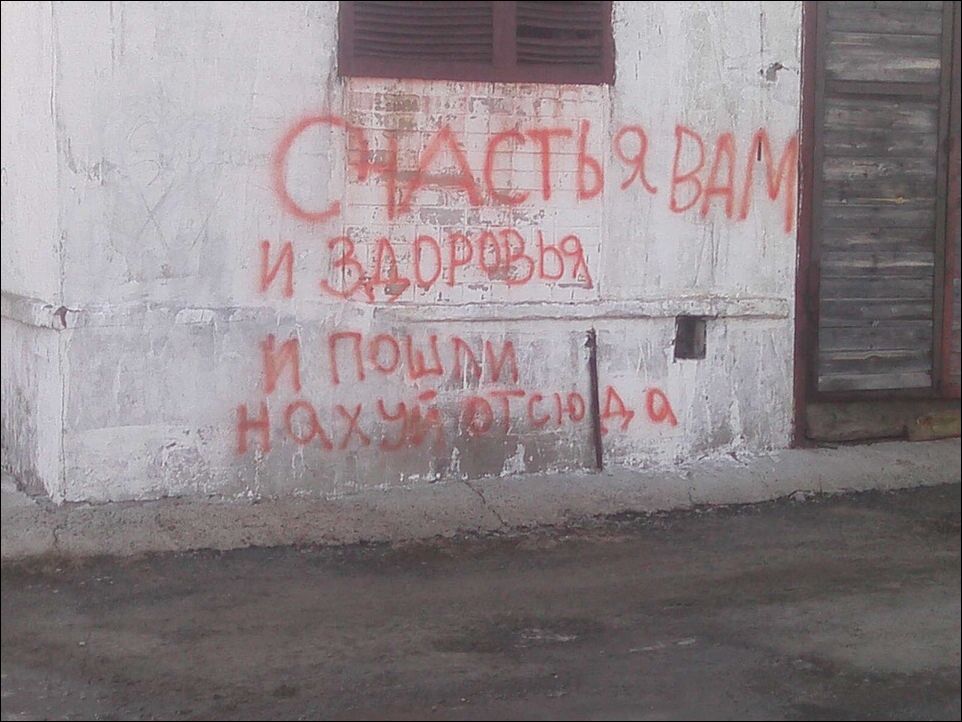 СЧАСТЬЯ ВАМ
И ЗДОРОВЬЯ
И ПОШЛИ
НАХУЙ ОТСЮДА